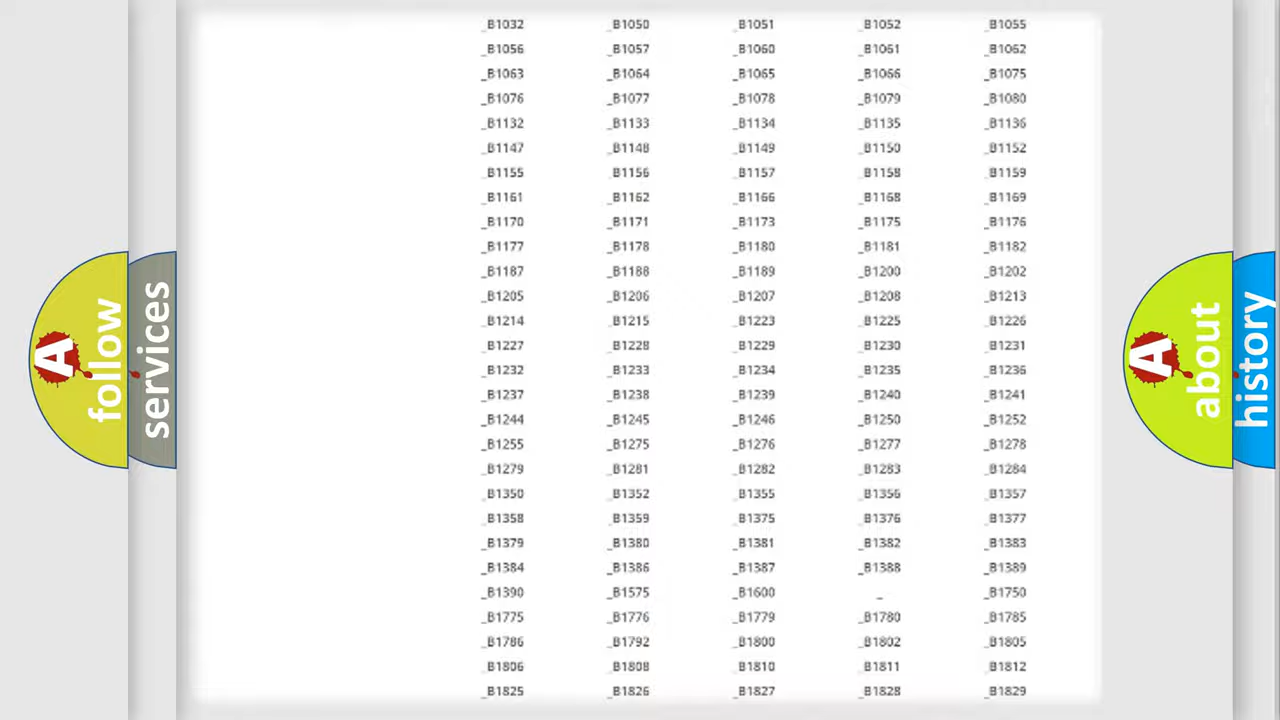 _B1032 _B1050 _B1051 _B1052 _B1055
_B1056 _B1057 _B1060 _B1061 _B1062
_B1063 _B1064 _B1065 _B1066 _B1075
_B1076 _B1077 _B1078 _B1079 _B1080
_B1132 _B1133 _B1134 _B1135 _B1136
_B1147 _B1148 _B1149 _B1150 _B1152
_B1155 _B1156 _B1157 _B1158 _B1159
_B1161 _B1162 _B1166 _B1168 _B1169
_B1170 _B1171 _B1173 _B1175 _B1176
_B1177 _B1178 _B1180 _B1181 _B1182
_B1187 _B1188 _B1189 _B1200 _B1202
_B1205 _B1206 _B1207 _B1208 _B1213
_B1214 _B1215 _B1223 _B1225 _B1226
_B1227 _B1228 _B1229 _B1230 _B1231
_B1232 _B1233 _B1234 _B1235 _B1236
_B1237 _B1238 _B1239 _B1240 _B1241
_B1244 _B1245 _B1246 _B1250 _B1252
_B1255 _B1275 _B1276 _B1277 _B1278
_B1279 _B1281 _B1282 _B1283 _B1284
_B1350 _B1352 _B1355 _B1356 _B1357
_B1358 _B1359 _B1375 _B1376 _B1377
_B1379 _B1380 _B1381 _B1382 _B1383
_B1384 _B1386 _B1387 _B1388 _B1389
_B1390 _B1575 _B1600 _ _B1750
_B1775 _B1776 _B1779 _B1780 _B1785
_B1786 _B1792 _B1800 _B1802 _B1805
_B1806 _B1808 _B1810 _B1811 _B1812
_B1825 _B1826 _B1827 _B1828 _B1829
A follow
services
A about
history